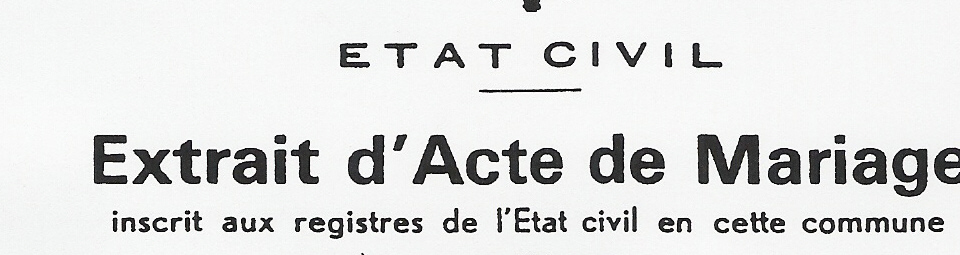 ETAT CIVIL
Extrait d'Acte de Mariage
inscrit aux registres de l'Etat civil en cette commune